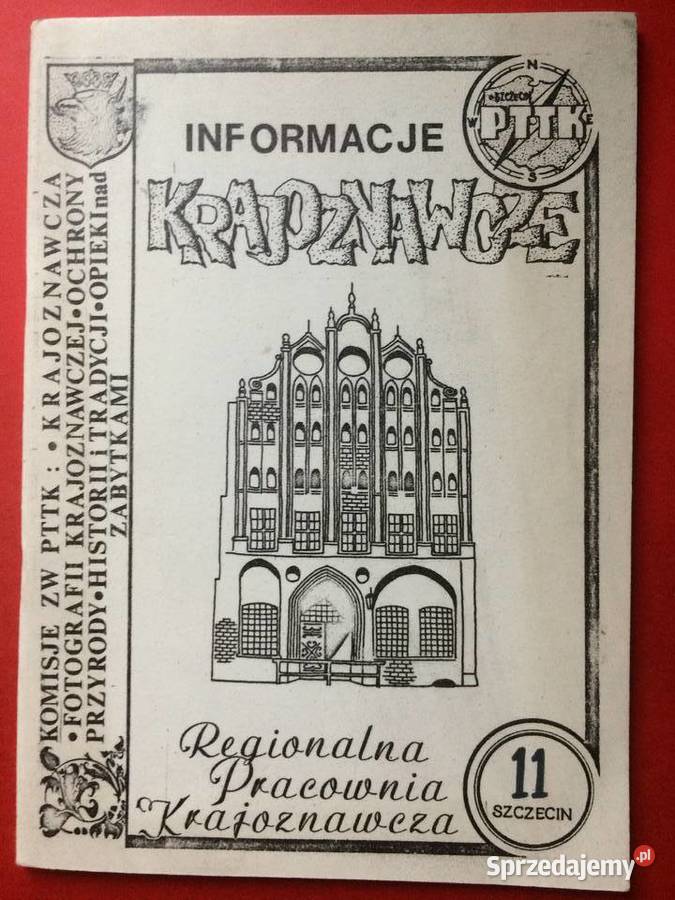 INFORMACJE
KRAJOZNAWCZE
N
W
E
S
SZCZECIN
PTTK
KOMISJE ZW PTTK : • KRAJOZNAWCZA
• FOTOGRAFII KRAJOZNAWCZEJ • OCHRONY
PRZYRODY • HISTORII i TRADYCJI • OPIEKI nad
ZABYTKAMI
Regionalna
Pracownia
Krajoznawcza
11
SZCZECIN
Sprzedajemy.pl